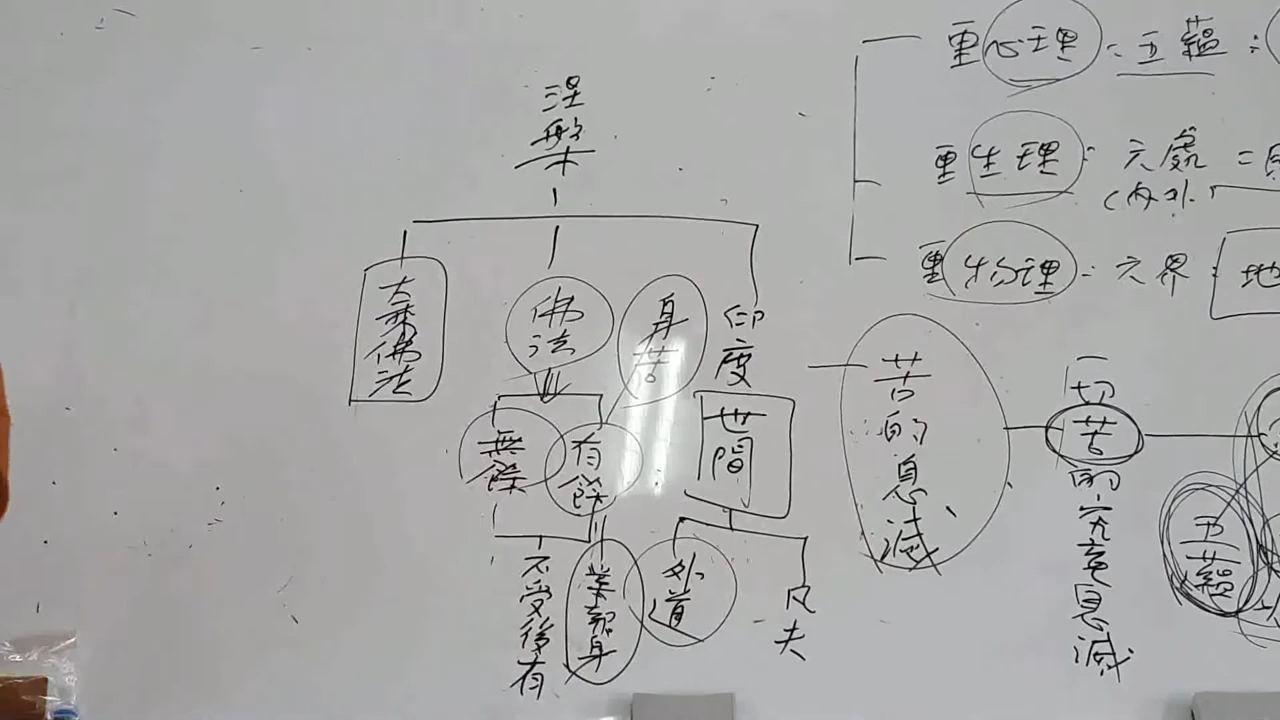 重心理：五蘊：
重生理：六處＝
（內外）
重物理：六界：地
涅槃
印度
世間
外道
凡夫
身苦
佛法
有餘
業報身
無餘
不受後有
大乘佛法
苦的息滅
一切苦的究竟息滅
五蘊